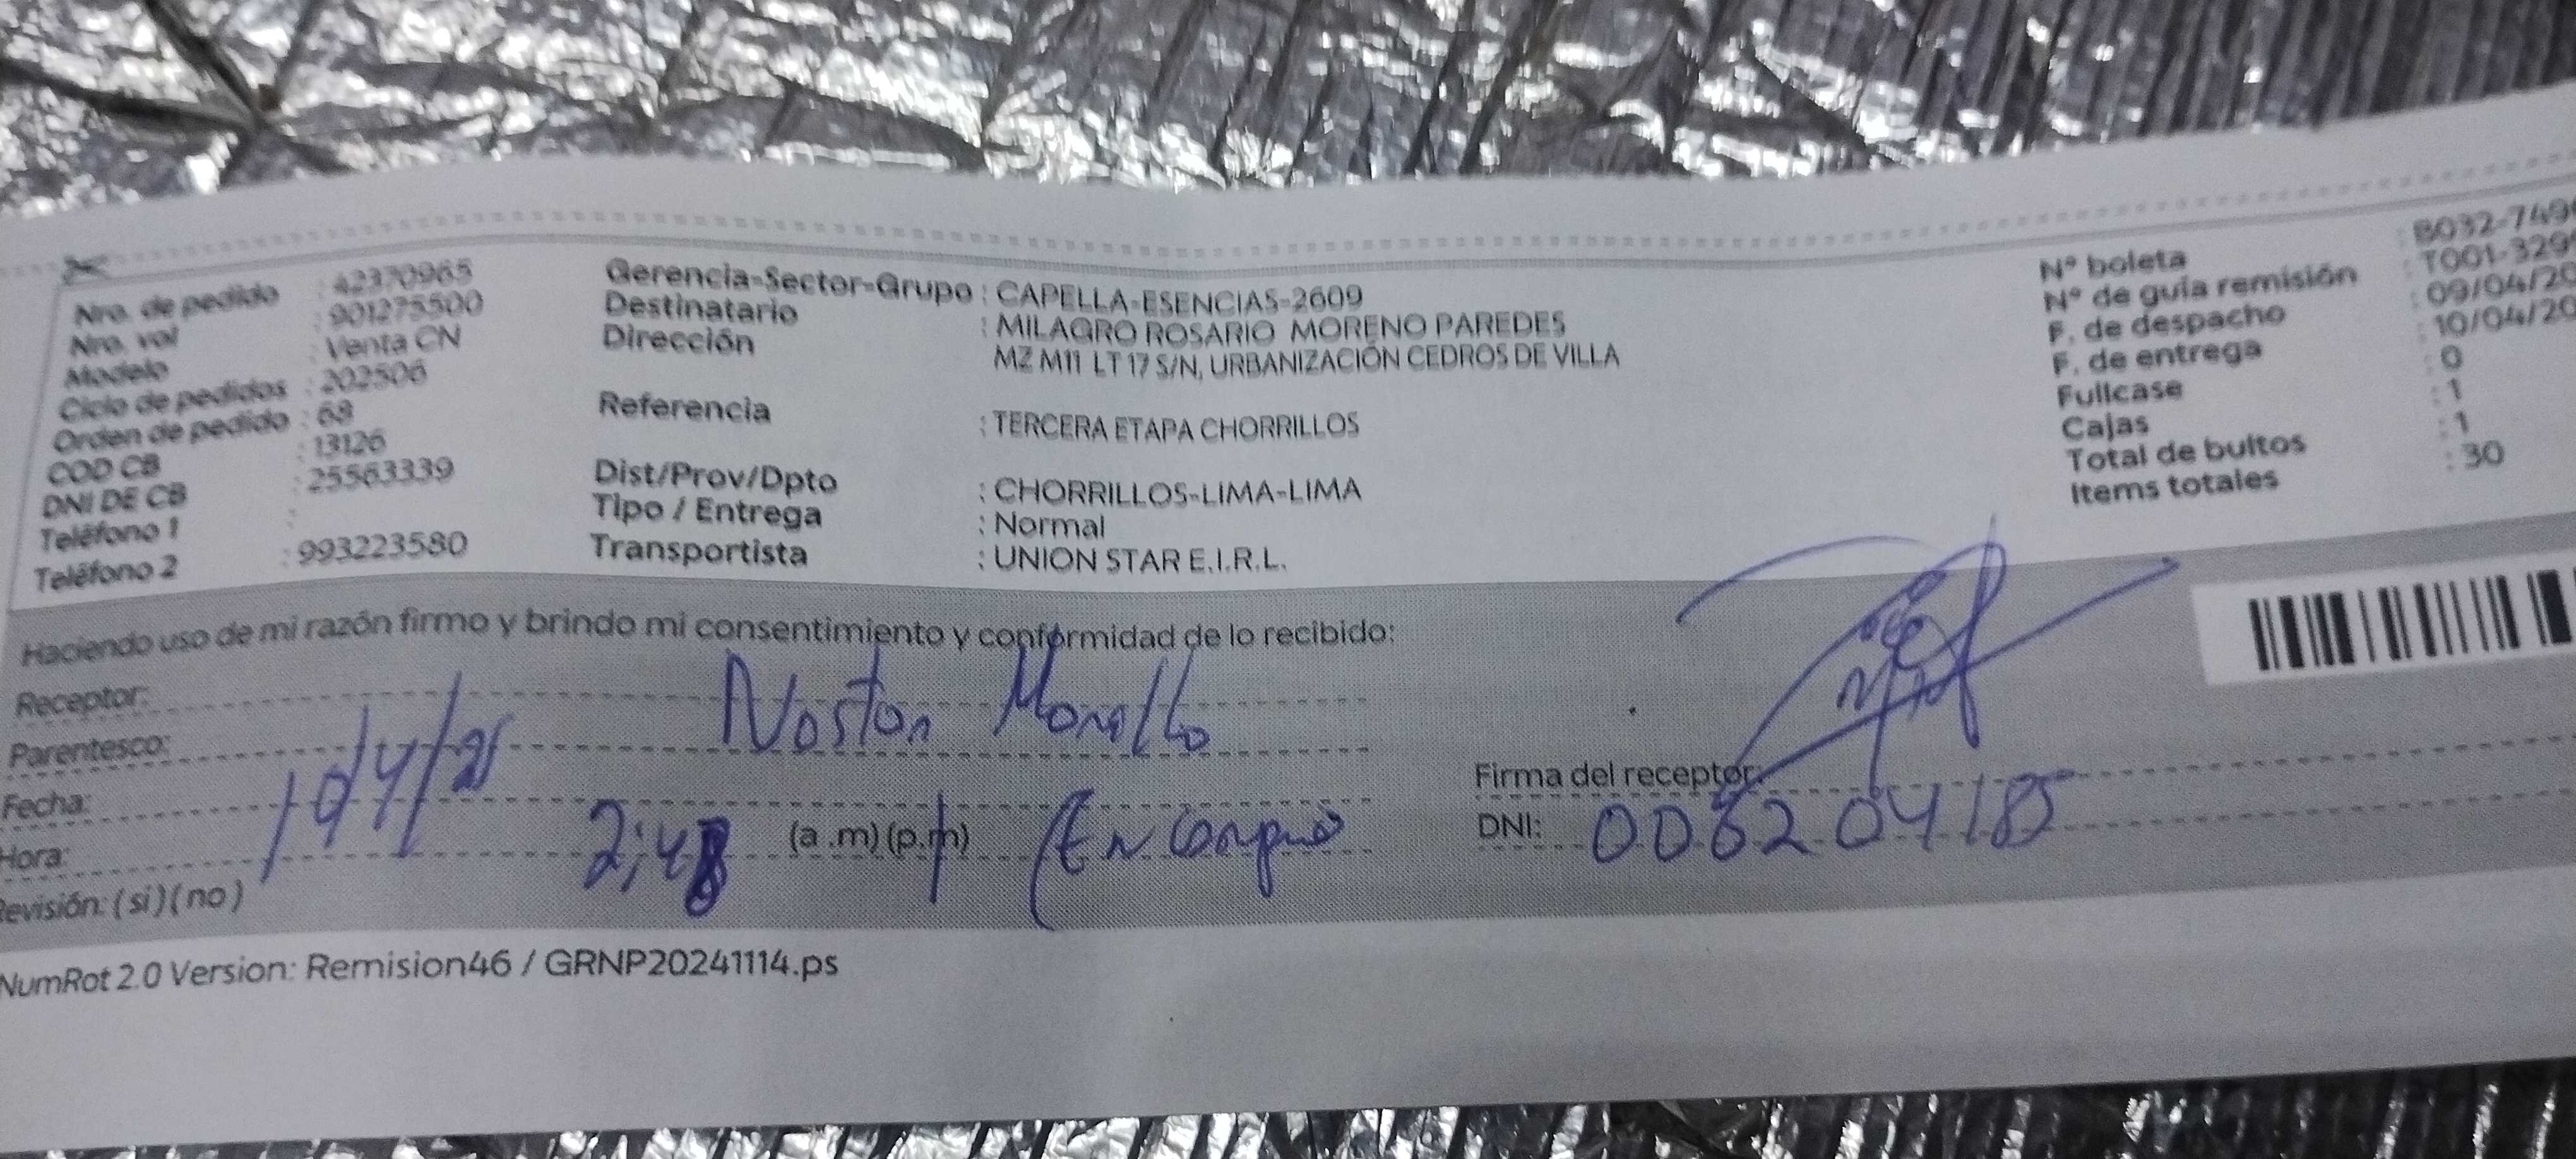 Nro. de pedido : 42370965
Nro. vol : 901275500
Modelo : Venta CN
Ciclo de pedidos : 202506
Orden de pedido : 68
COD CB : 13126
DNI DE CB : 25563339
Teléfono 1 :
Teléfono 2 : 993223580
Gerencia-Sector-Grupo : CAPELLA-ESENCIAS-2609
Destinatario : MILAGRO ROSARIO MORENO PAREDES
Dirección MZ M11 LT 17 S/N, URBANIZACIÓN CEDROS DE VILLA
Referencia : TERCERA ETAPA CHORRILLOS
Dist/Prov/Dpto : CHORRILLOS-LIMA-LIMA
Tipo / Entrega : Normal
Transportista : UNION STAR E.I.R.L.
N° boleta : B032-749
N° de guía remisión : T001-329
F. de despacho : 09/04/20
F. de entrega : 10/04/20
Fullcase : 0
Cajas : 1
Total de bultos : 1
Items totales : 30
Haciendo uso de mi razón firmo y brindo mi consentimiento y conformidad de lo recibido:
Receptor:
Parentesco:
Fecha: 10/4/
Hora: 2:48 (a .m) (p.m)
Revisión: ( si ) ( no )
Firma del receptor:
DNI: 006204185
NumRot 2.0 Version: Remision46 / GRNP20241114.ps